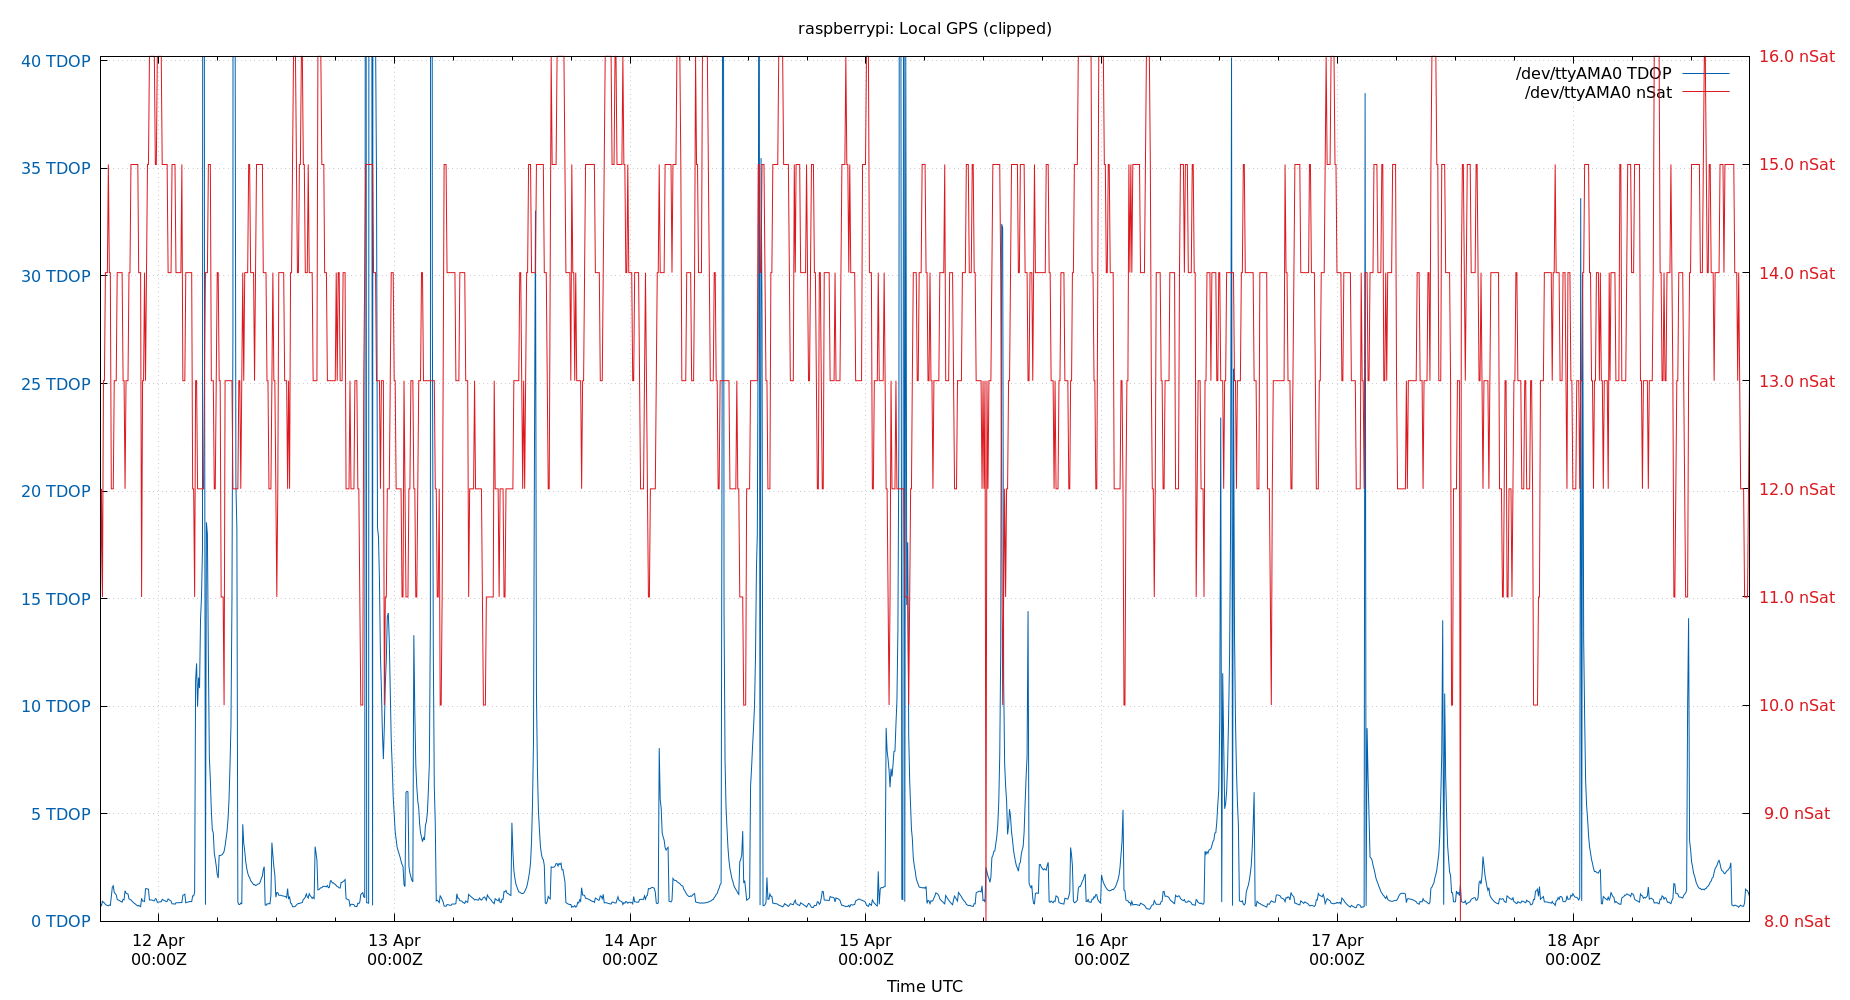 raspberrypi: Local GPS (clipped)
40 TDOP
35 TDOP
30 TDOP
25 TDOP
20 TDOP
15 TDOP
10 TDOP
5 TDOP
0 TDOP
16.0 nSat
15.0 nSat
14.0 nSat
13.0 nSat
12.0 nSat
11.0 nSat
10.0 nSat
9.0 nSat
8.0 nSat
/dev/ttyAMA0 TDOP
/dev/ttyAMA0 nSat
12 Apr
00:00Z
13 Apr
00:00Z
14 Apr
00:00Z
15 Apr
00:00Z
16 Apr
00:00Z
17 Apr
00:00Z
18 Apr
00:00Z
Time UTC